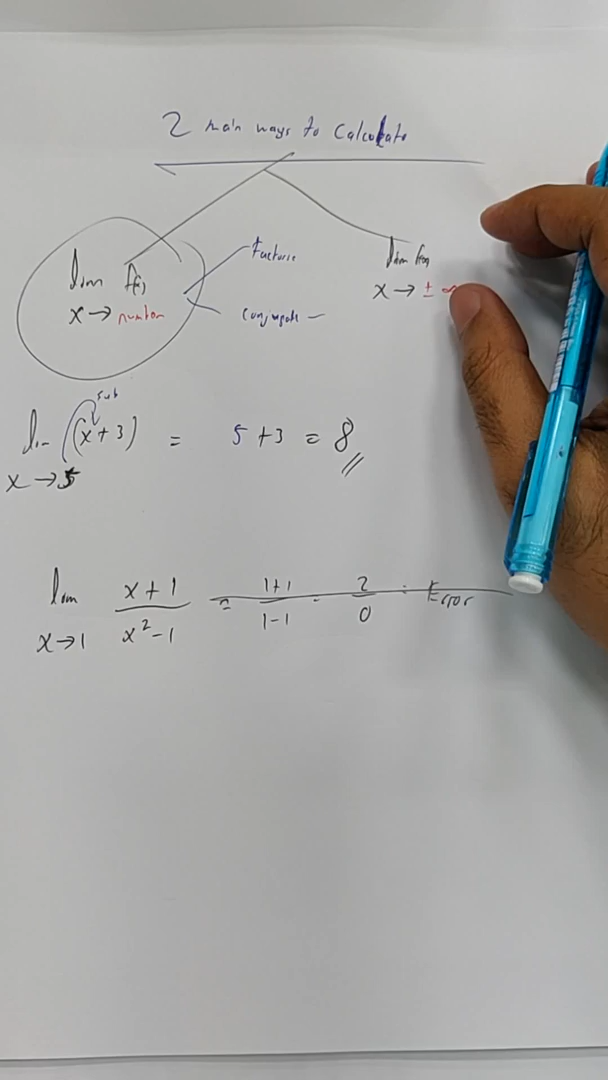 2 main ways to Calculate
lim f(x)
x → number
Factorie
Conjugate —
lim f(x)
x → ± ∞
sub
lim (x + 3) = 5 + 3 = 8
x → 5
lim x + 1 / x² - 1 = 1+1 / 1-1 = 2 / 0 = Error
x → 1